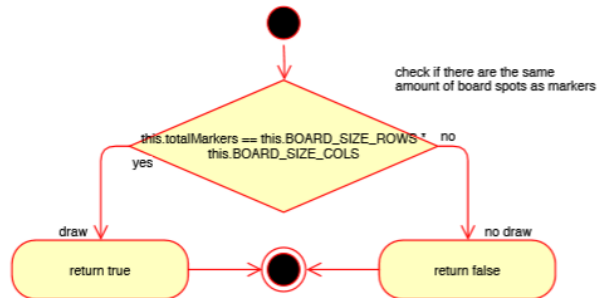 check if there are the same
amount of board spots as markers
this.totalMarkers == this.BOARD_SIZE_ROWS *
this.BOARD_SIZE_COLS
no
yes
draw
no draw
return true
return false